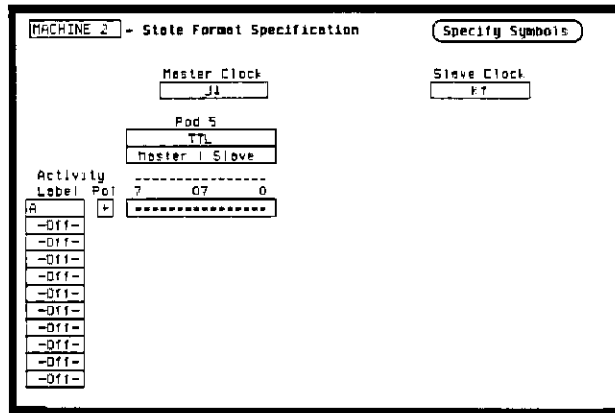 MACHINE 2 - State Format Specification Specify Symbols
Master Clock Slave Clock
J↓ K↑
Pod 5
TTL
Master | Slave
Activity
Label Pol 7 07 0
A +
-Off-
-Off-
-Off-
-Off-
-Off-
-Off-
-Off-
-Off-
-Off-
-Off-